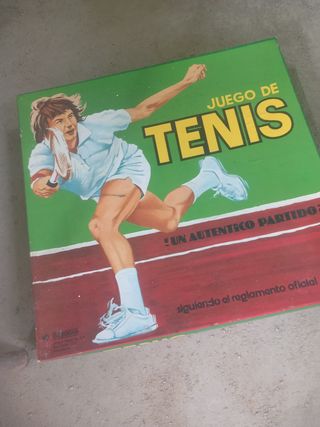 JUEGO DE
TENIS
¡UN AUTENTICO PARTIDO!
siguiendo el reglamento oficial